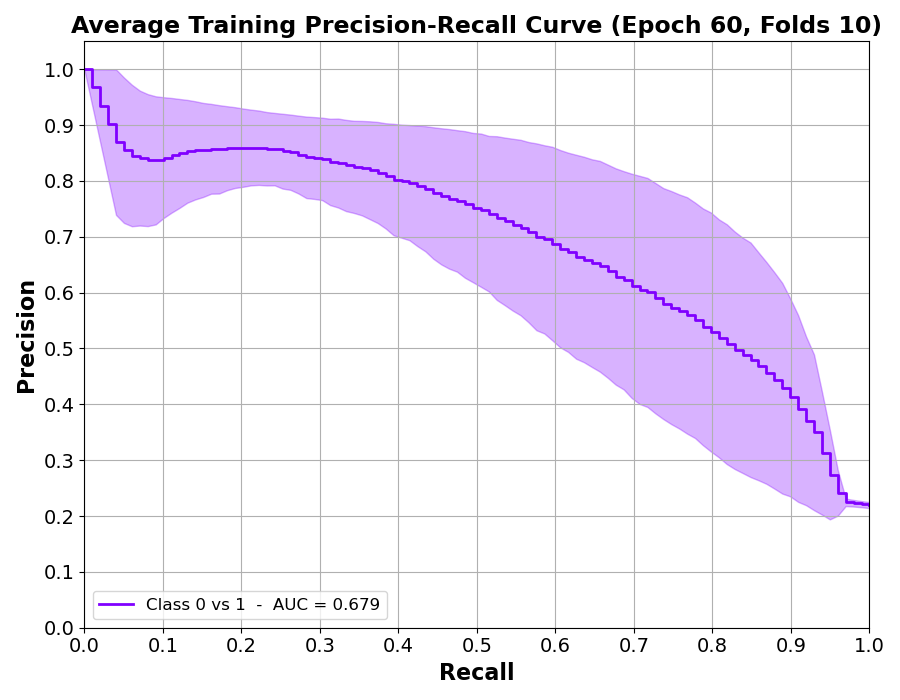 Average Training Precision-Recall Curve (Epoch 60, Folds 10)
Precision
1.0
0.9
0.8
0.7
0.6
0.5
0.4
0.3
0.2
0.1
0.0
Class 0 vs 1  -  AUC = 0.679
0.0 0.1 0.2 0.3 0.4 0.5 0.6 0.7 0.8 0.9 1.0
Recall